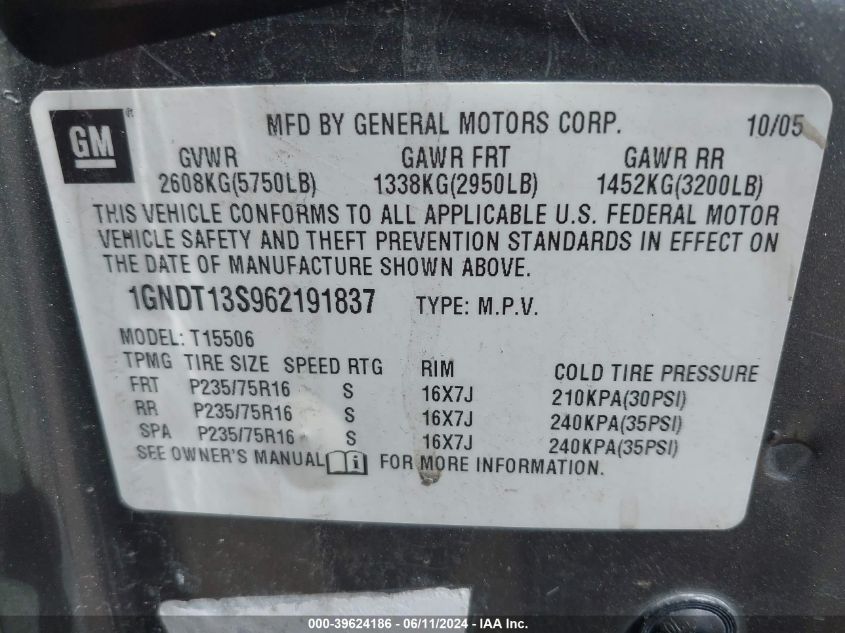 GM®
MFD BY GENERAL MOTORS CORP. 10/05
GVWR GAWR FRT GAWR RR
2608KG(5750LB) 1338KG(2950LB) 1452KG(3200LB)
THIS VEHICLE CONFORMS TO ALL APPLICABLE U.S. FEDERAL MOTOR
VEHICLE SAFETY AND THEFT PREVENTION STANDARDS IN EFFECT ON
THE DATE OF MANUFACTURE SHOWN ABOVE.
1GNDT13S962191837 TYPE: M.P.V.
MODEL: T15506
TPMG TIRE SIZE SPEED RTG RIM COLD TIRE PRESSURE
FRT P235/75R16 S 16X7J 210KPA(30PSI)
RR P235/75R16 S 16X7J 240KPA(35PSI)
SPA P235/75R16 S 16X7J 240KPA(35PSI)
SEE OWNER'S MANUAL FOR MORE INFORMATION.
000-39624186 - 06/11/2024 - IAA Inc.